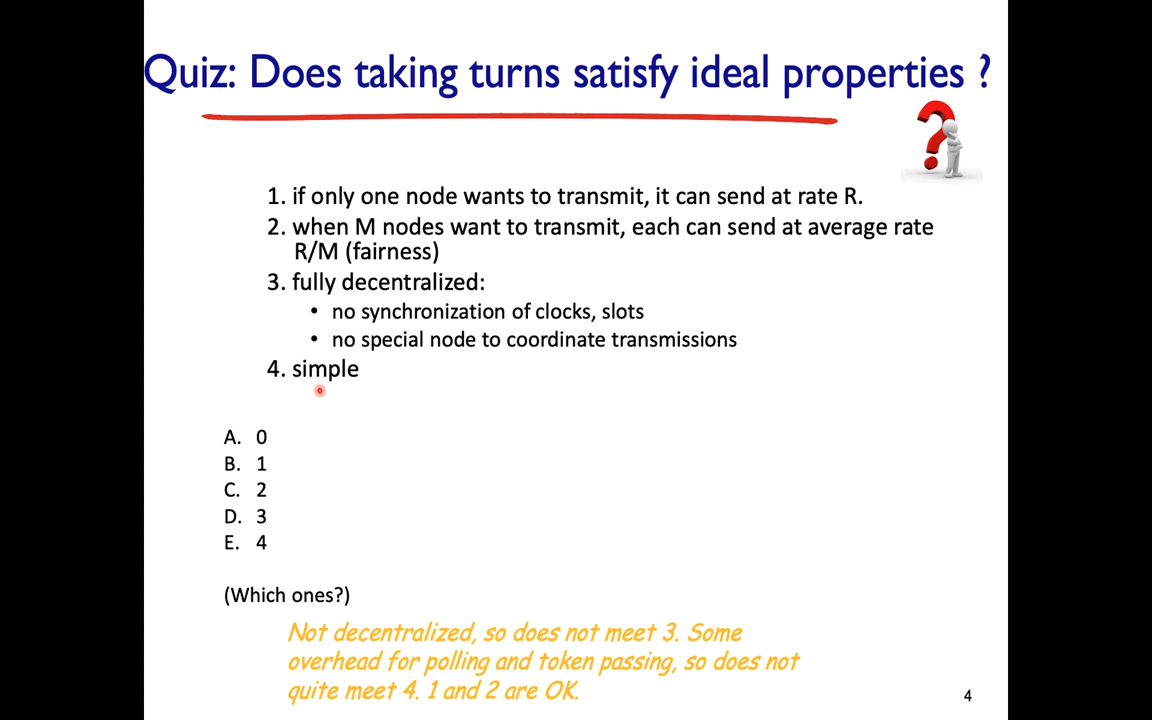 Quiz: Does taking turns satisfy ideal properties ?
1. if only one node wants to transmit, it can send at rate R.
2. when M nodes want to transmit, each can send at average rate
R/M (fairness)
3. fully decentralized:
• no synchronization of clocks, slots
• no special node to coordinate transmissions
4. simple
A. 0
B. 1
C. 2
D. 3
E. 4
(Which ones?)
Not decentralized, so does not meet 3. Some
overhead for polling and token passing, so does not
quite meet 4. 1 and 2 are OK.
4